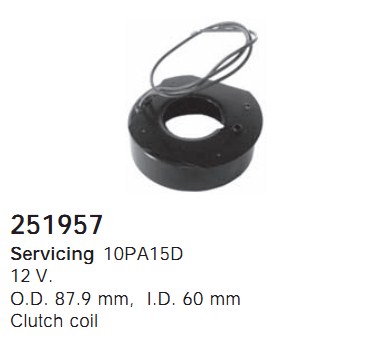 251957
Servicing 10PA15D
12 V.
O.D. 87.9 mm, I.D. 60 mm
Clutch coil